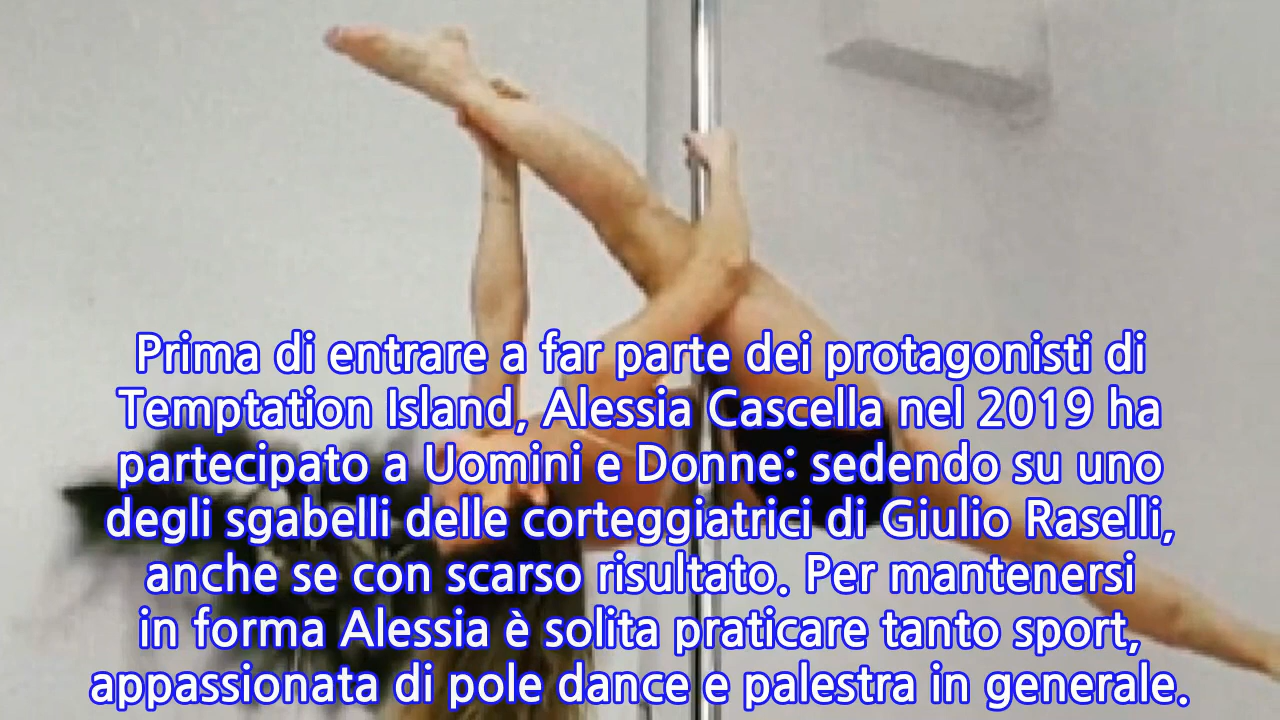 Prima di entrare a far parte dei protagonisti di
Temptation Island, Alessia Cascella nel 2019 ha
partecipato a Uomini e Donne: sedendo su uno
degli sgabelli delle corteggiatrici di Giulio Raselli,
anche se con scarso risultato. Per mantenersi
in forma Alessia è solita praticare tanto sport,
appassionata di pole dance e palestra in generale.